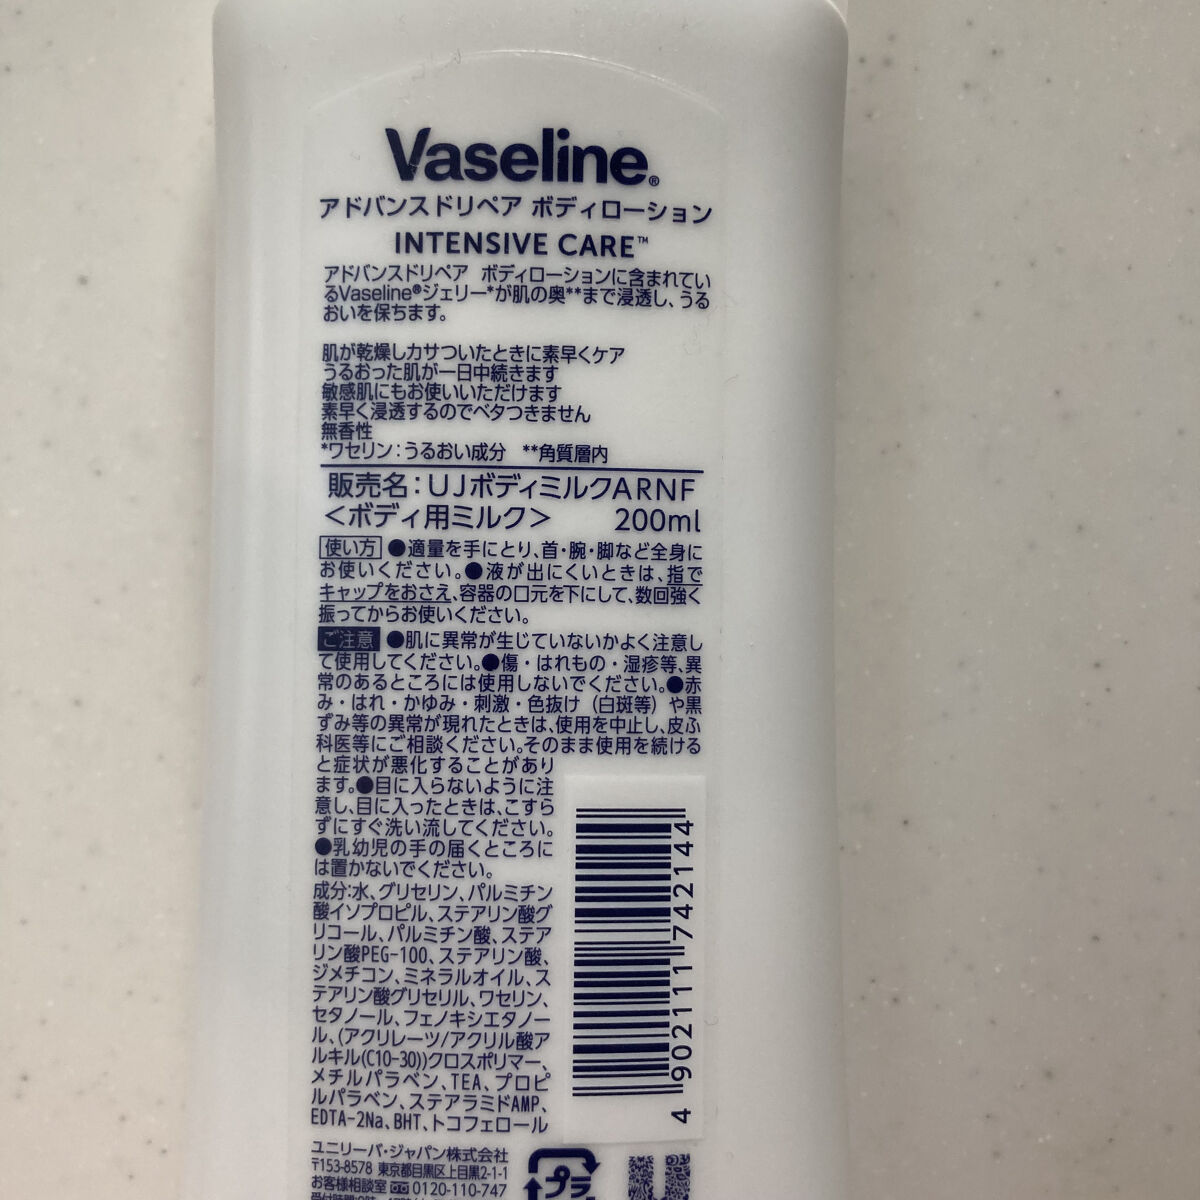 Vaseline®
アドバンスドリペア ボディローション
INTENSIVE CARE™
アドバンスドリペア ボディローションに含まれてい
るVaseline®ジェリー*が肌の奥**まで浸透し、うる
おいを保ちます。
肌が乾燥しカサついたときに素早くケア
うるおった肌が一日中続きます
敏感肌にもお使いいただけます
素早く浸透するのでベタつきません
無香性
*ワセリン:うるおい成分 **角質層内
販売名:UJボディミルクARNF
<ボディ用ミルク> 200ml
使い方 ●適量を手にとり、首・腕・脚など全身に
お使いください。●液が出にくいときは、指で
キャップをおさえ、容器の口元を下にして、数回強く
振ってからお使いください。
ご注意 ●肌に異常が生じていないかよく注意し
て使用してください。●傷・はれもの・湿疹等、異
常のあるところには使用しないでください。●赤
み・はれ・かゆみ・刺激・色抜け(白斑等)や黒
ずみ等の異常が現れたときは、使用を中止し、皮ふ
科医等にご相談ください。そのまま使用を続ける
と症状が悪化することがあり
ます。●目に入らないように注
意し、目に入ったときは、こすら
ずにすぐ洗い流してください。
●乳幼児の手の届くところに
は置かないでください。
成分:水、グリセリン、パルミチン
酸イソプロピル、ステアリン酸グ
リコール、パルミチン酸、ステア
リン酸PEG-100、ステアリン酸、
ジメチコン、ミネラルオイル、ス
テアリン酸グリセリル、ワセリン、
セタノール、フェノキシエタノー
ル、(アクリレーツ/アクリル酸ア
ルキル(C10-30))クロスポリマー、
メチルパラベン、TEA、プロピ
ルパラベン、ステアラミドAMP、
EDTA-2Na、BHT、トコフェロール
4 902111 742144
ユニリーバ・ジャパン株式会社
〒153-8578 東京都目黒区上目黒2-1-1
お客様相談室 0120-110-747
プラ